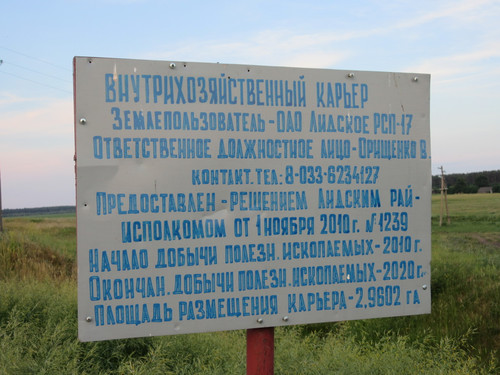 ВНУТРИХОЗЯЙСТВЕННЫЙ КАРЬЕР
ЗЕМЛЕПОЛЬЗОВАТЕЛЬ-ОАО ЛИДСКОЕ РСП-17
ОТВЕТСТВЕННОЕ ДОЛЖНОСТНОЕ ЛИЦО-ОРИЩЕНКО В.
КОНТАКТ.ТЕЛ: 8-033-6234127
ПРЕДОСТАВЛЕН-РЕШЕНИЕМ ЛИДСКИМ РАЙ-
ИСПОЛКОМОМ ОТ 1 НОЯБРЯ 2010 г. №1239
НАЧАЛО ДОБЫЧИ ПОЛЕЗН. ИСКОПАЕМЫХ-2010 г.
ОКОНЧАН. ДОБЫЧИ ПОЛЕЗН. ИСКОПАЕМЫХ-2020 г.
ПЛОЩАДЬ РАЗМЕЩЕНИЯ КАРЬЕРА-2,9602 ГА